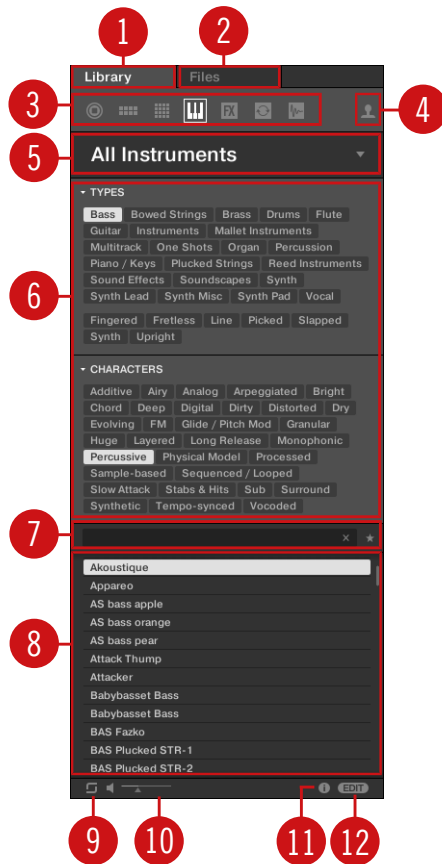 1
2
Library Files
3
FX
4
5
All Instruments
6
TYPES
Bass Bowed Strings Brass Drums Flute
Guitar Instruments Mallet Instruments
Multitrack One Shots Organ Percussion
Piano / Keys Plucked Strings Reed Instruments
Sound Effects Soundscapes Synth
Synth Lead Synth Misc Synth Pad Vocal
Fingered Fretless Line Picked Slapped
Synth Upright
CHARACTERS
Additive Airy Analog Arpeggiated Bright
Chord Deep Digital Dirty Distorted Dry
Evolving FM Glide / Pitch Mod Granular
Huge Layered Long Release Monophonic
Percussive Physical Model Processed
Sample-based Sequenced / Looped
Slow Attack Stabs & Hits Sub Surround
Synthetic Tempo-synced Vocoded
7
8
Akoustique
Appareo
AS bass apple
AS bass orange
AS bass pear
Attack Thump
Attacker
Babybasset Bass
Babybasset Bass
BAS Fazko
BAS Plucked STR-1
BAS Plucked STR-2
i EDIT
9
10
11
12